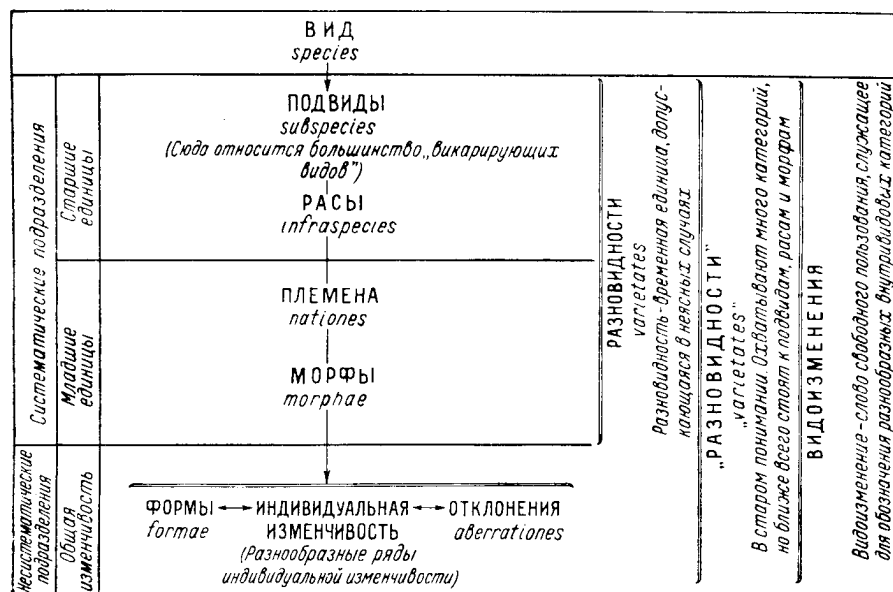 ВИД
species
Систематические подразделения
Старшие
единицы
ПОДВИДЫ
subspecies
(Сюда относится большинство „викарирующих
видов")
РАСЫ
infraspecies
Младшие
единицы
ПЛЕМЕНА
nationes
МОРФЫ
morphae
Несистематические
подразделения
Общая
изменчивость
ФОРМЫ
formae
ИНДИВИДУАЛЬНАЯ
ИЗМЕНЧИВОСТЬ
(Разнообразные ряды
индивидуальной изменчивости)
ОТКЛОНЕНИЯ
aberrationes
РАЗНОВИДНОСТИ
varietates
Разновидность-временная единица, допус-
кающаяся в неясных случаях
„РАЗНОВИДНОСТИ"
„varietates"
В старом понимании. Охватывают много категорий,
но ближе всего стоят к подвидам, расам и морфам
ВИДОИЗМЕНЕНИЯ
Видоизменение-слово свободного пользования, служащее
для обозначения разнообразных внутривидовых категорий